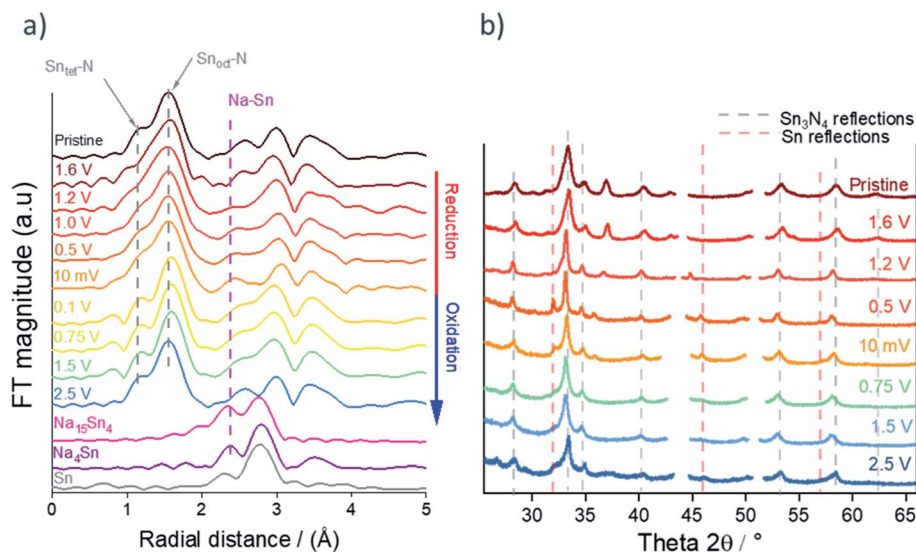 a)
Sn_tet-N
Sn_oct-N
Na-Sn
Pristine
1.6 V
1.2 V
1.0 V
0.5 V
10 mV
0.1 V
0.75 V
1.5 V
2.5 V
Na₁₅Sn₄
Na₄Sn
Sn
Reduction
Oxidation
FT magnitude (a.u)
0 1 2 3 4 5
Radial distance / (Å)
b)
Sn₃N₄ reflections
Sn reflections
Pristine
1.6 V
1.2 V
0.5 V
10 mV
0.75 V
1.5 V
2.5 V
30 35 40 45 50 55 60 65
Theta 2θ / °